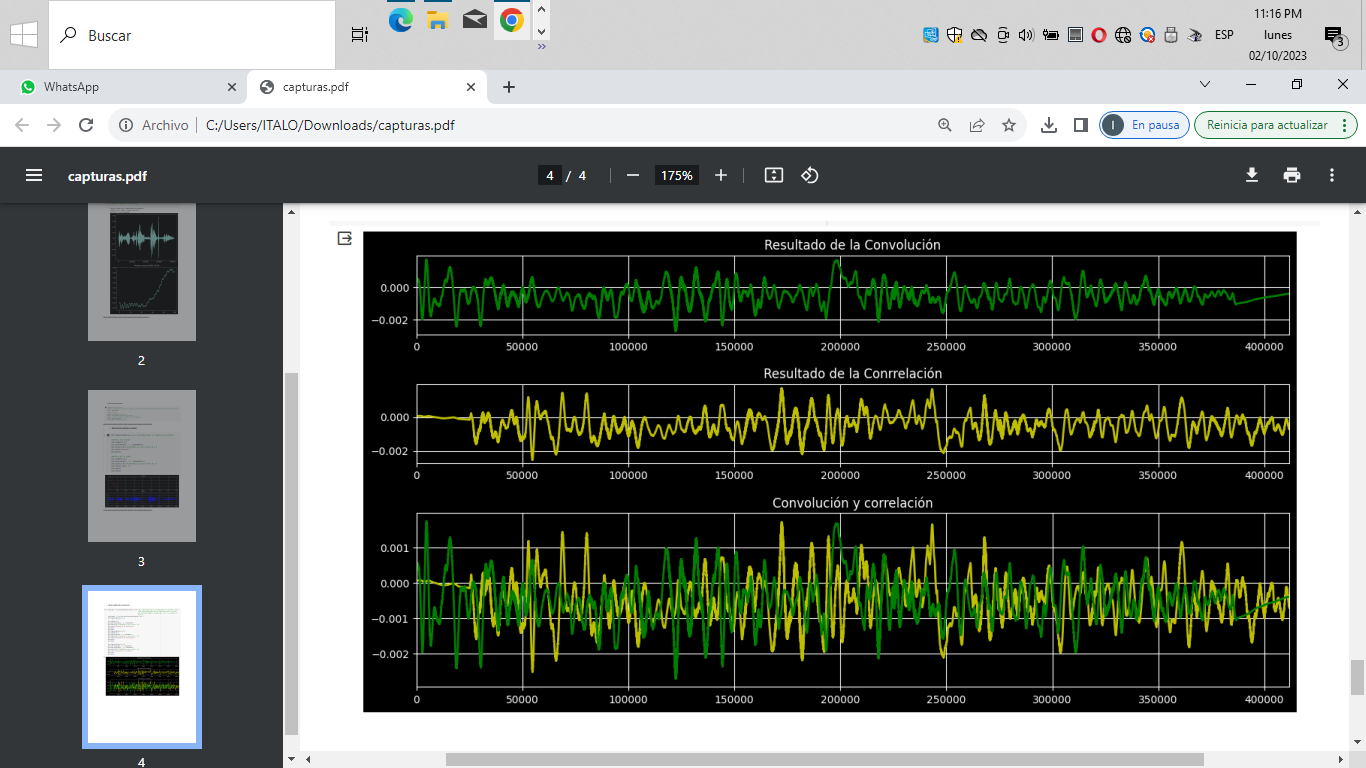 Buscar
11:16 PM
ESP
lunes
02/10/2023
3
WhatsApp
capturas.pdf
Archivo
C:/Users/ITALO/Downloads/capturas.pdf
I
En pausa
Reinicia para actualizar
capturas.pdf
4 / 4
175%
2
3
4
Resultado de la Convolución
0.000
−0.002
0 50000 100000 150000 200000 250000 300000 350000 400000
Resultado de la Conrrelación
0.000
−0.002
0 50000 100000 150000 200000 250000 300000 350000 400000
Convolución y correlación
0.001
0.000
−0.001
−0.002
0 50000 100000 150000 200000 250000 300000 350000 400000